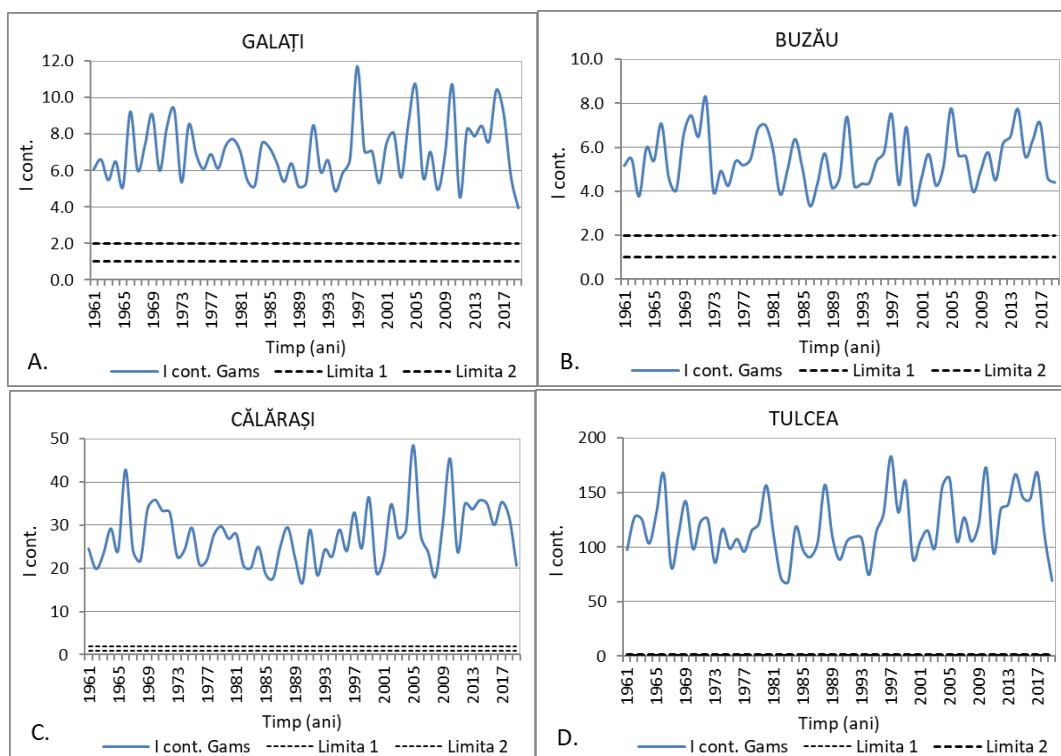 GALAȚI
I cont.
12.0
10.0
8.0
6.0
4.0
2.0
0.0
1961 1965 1969 1973 1977 1981 1985 1989 1993 1997 2001 2005 2009 2013 2017
Timp (ani)
A.
I cont. Gams Limita 1 Limita 2
BUZĂU
I cont.
10.0
8.0
6.0
4.0
2.0
0.0
1961 1965 1969 1973 1977 1981 1985 1989 1993 1997 2001 2005 2009 2013 2017
Timp (ani)
B.
I cont. Gams Limita 1 Limita 2
CĂLĂRAȘI
I cont.
50
40
30
20
10
0
1961 1965 1969 1973 1977 1981 1985 1989 1993 1997 2001 2005 2009 2013 2017
Timp (ani)
C.
I cont. Gams Limita 1 Limita 2
TULCEA
I cont.
200
150
100
50
0
1961 1965 1969 1973 1977 1981 1985 1989 1993 1997 2001 2005 2009 2013 2017
Timp (ani)
D.
I cont. Gams Limita 1 Limita 2